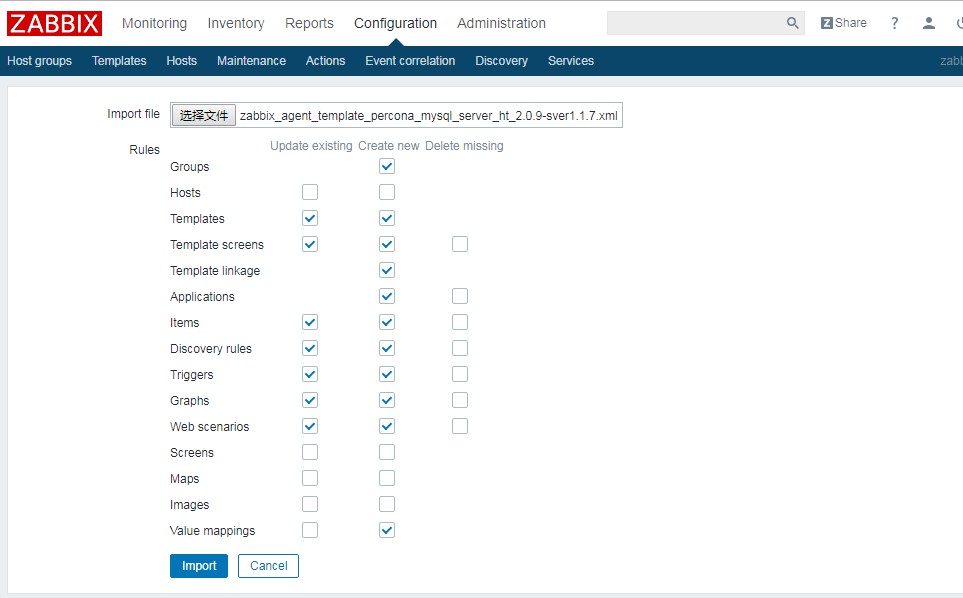 ZABBIX Monitoring Inventory Reports Configuration Administration Z Share ?
Host groups Templates Hosts Maintenance Actions Event correlation Discovery Services zabb
Import file 选择文件 zabbix_agent_template_percona_mysql_server_ht_2.0.9-sver1.1.7.xml
Rules Update existing Create new Delete missing
Groups
Hosts
Templates
Template screens
Template linkage
Applications
Items
Discovery rules
Triggers
Graphs
Web scenarios
Screens
Maps
Images
Value mappings
Import Cancel